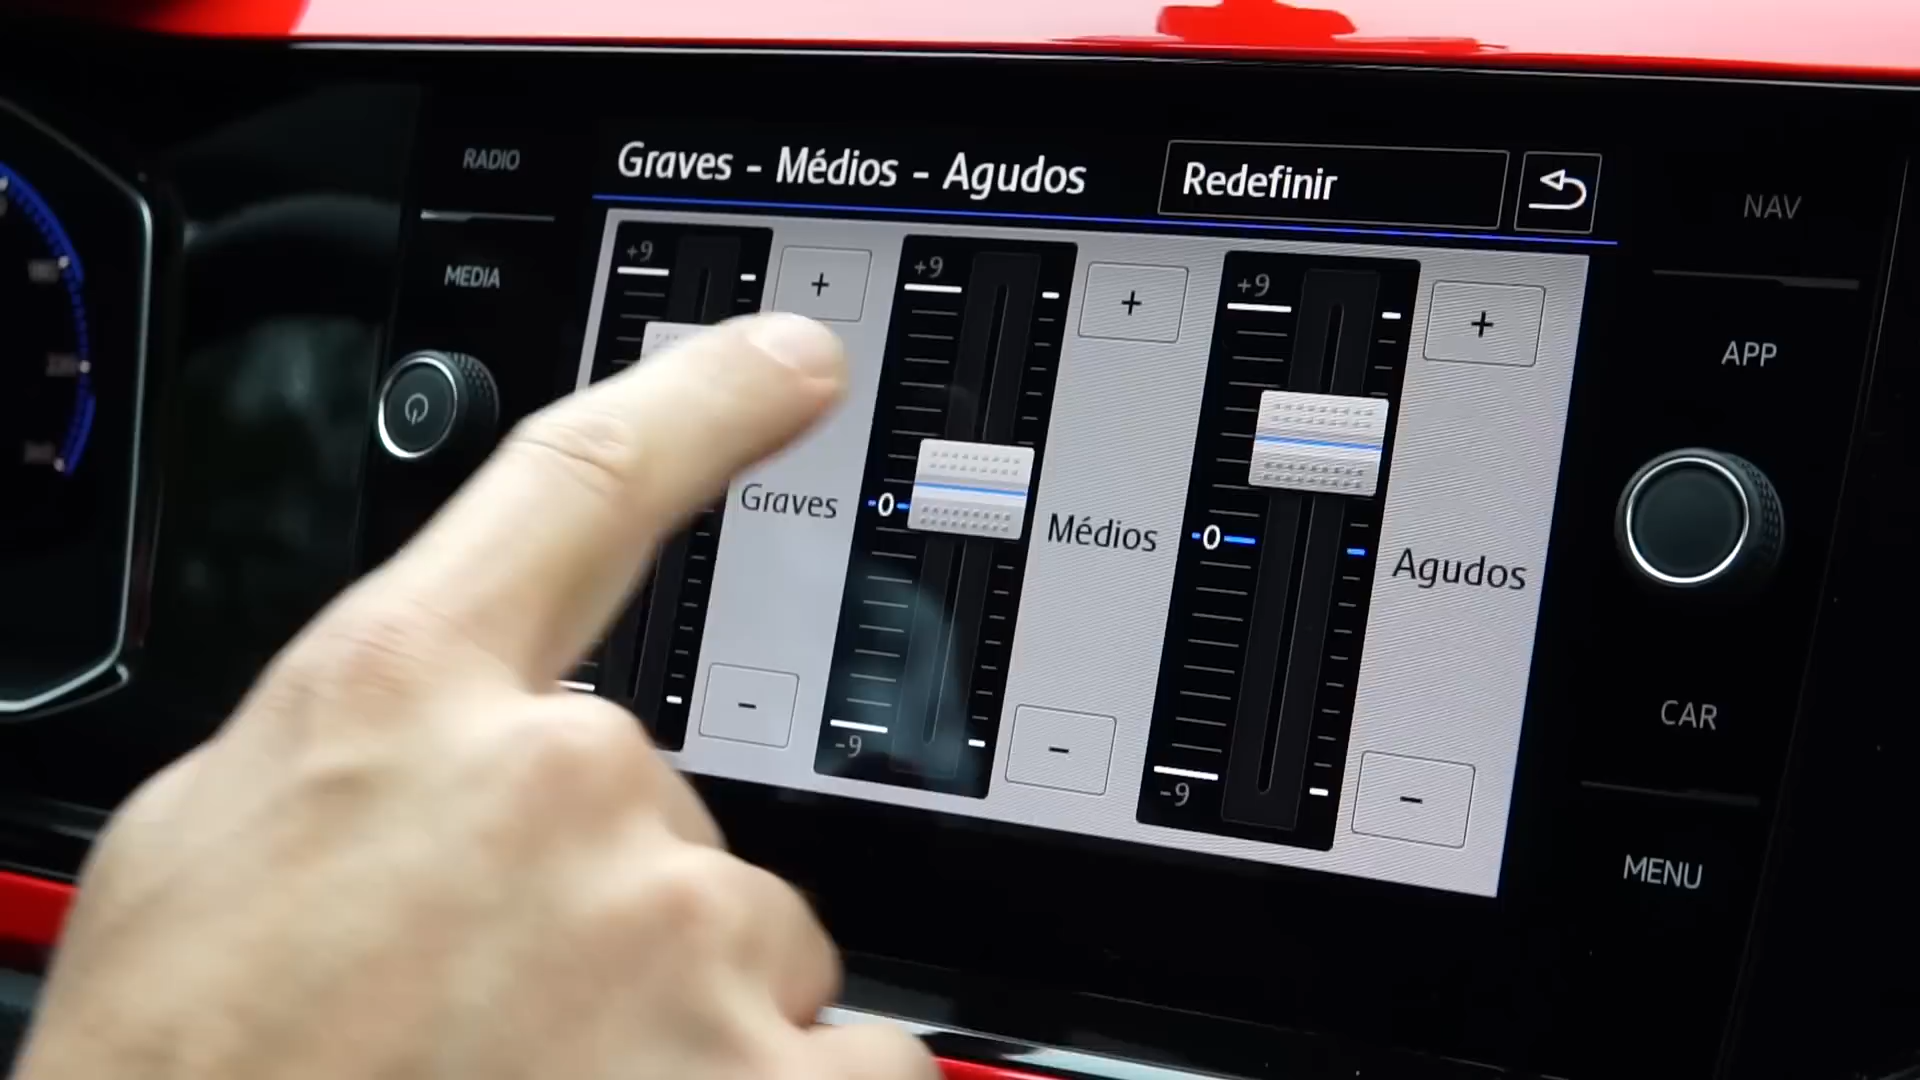 RADIO
MEDIA
Graves - Médios - Agudos
Redefinir
+9
+
Graves
-
+9
+
-0-
Médios
-9
-
+9
+
-0-
Agudos
-9
-
NAV
APP
CAR
MENU